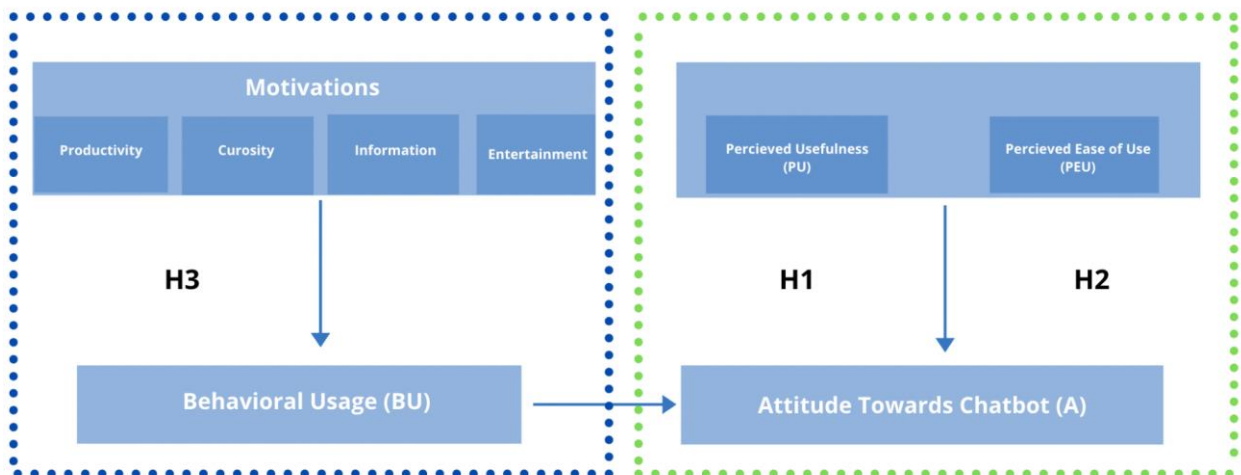 Motivations
Productivity
Curosity
Information
Entertainment
Percieved Usefulness
(PU)
Percieved Ease of Use
(PEU)
H3
H1
H2
Behavioral Usage (BU)
Attitude Towards Chatbot (A)